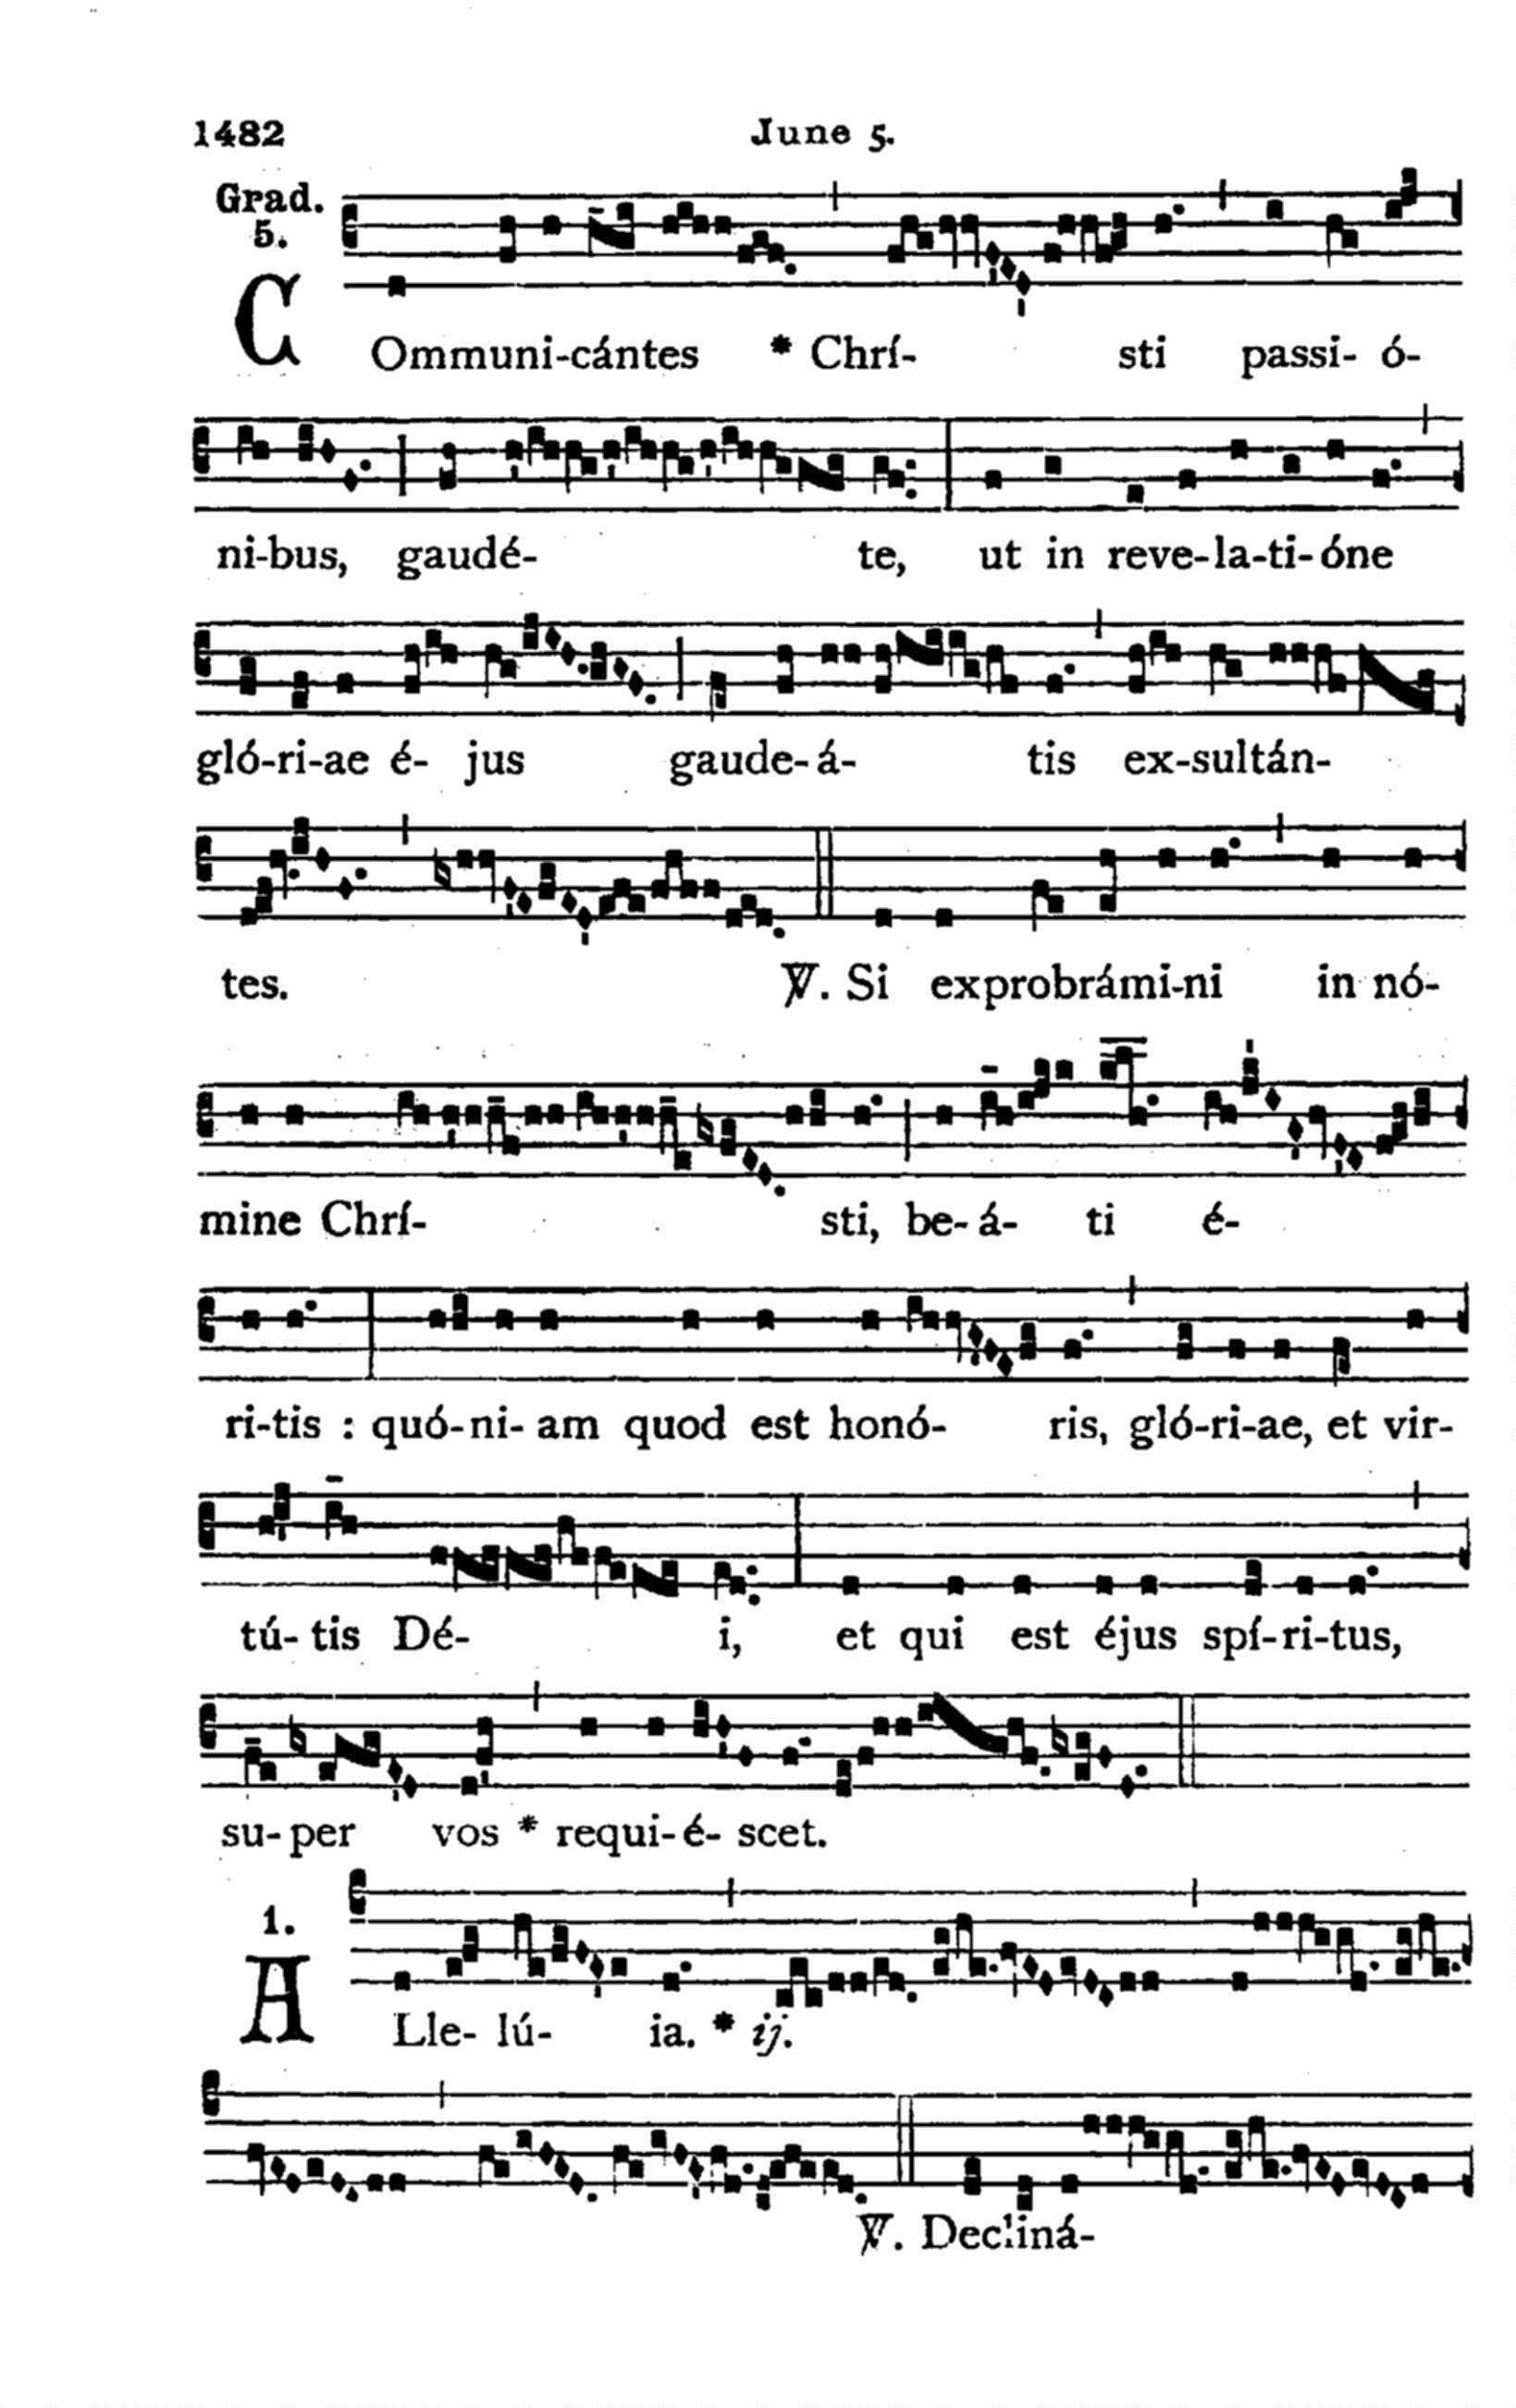 1482 June 5.
Grad.
5.
COmmuni-cántes * Chrí- sti passi- ó-
ni-bus, gaudé- te, ut in reve-la-ti-óne
gló-ri-ae é- jus gaude-á- tis ex-sultán-
tes. ℣. Si exprobrámi-ni in nó-
mine Chrí- sti, be-á- ti é-
ri-tis : quó-ni- am quod est honó- ris, gló-ri-ae, et vir-
tú- tis Dé- i, et qui est éjus spí-ri-tus,
su-per vos * requi-é- scet.
1.
ALle- lú- ia. * ij.
℣. Decliná-